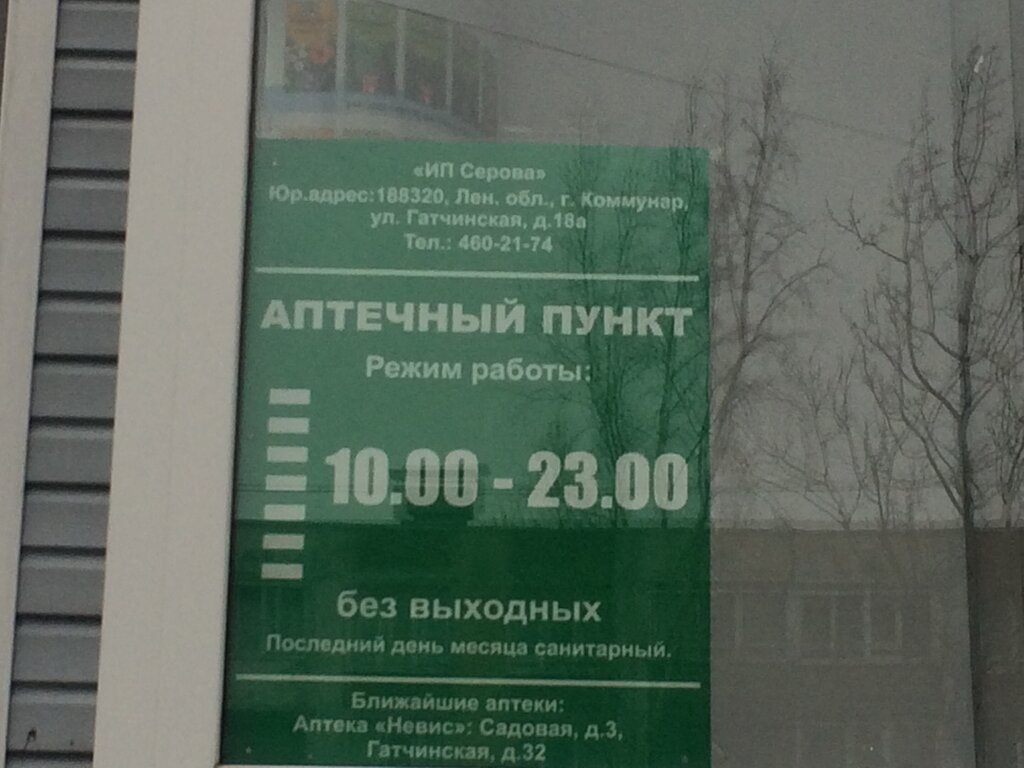 «ИП Серова»
Юр.адрес:188320, Лен. обл., г. Коммунар,
ул. Гатчинская, д.18а
Тел.: 460-21-74
АПТЕЧНЫЙ ПУНКТ
Режим работы:
10.00 - 23.00
без выходных
Последний день месяца санитарный.
Ближайшие аптеки:
Аптека «Невис»: Садовая, д.3,
Гатчинская, д.32